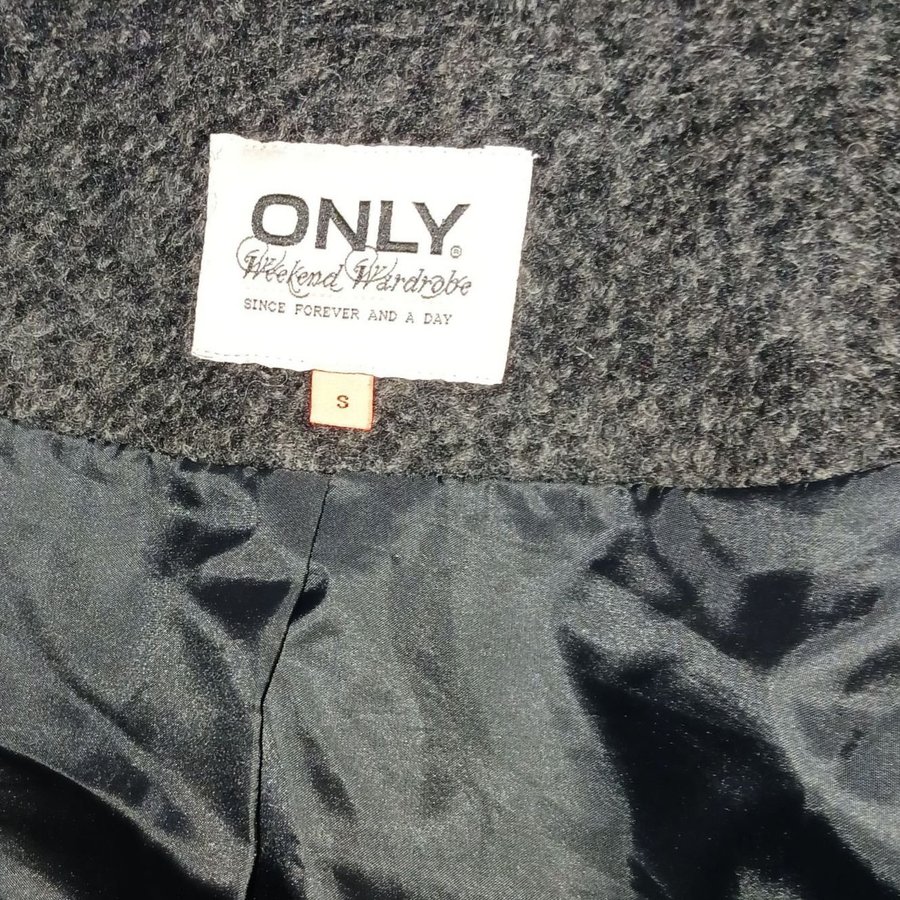 ONLY®
Weekend Wardrobe
SINCE FOREVER AND A DAY
S